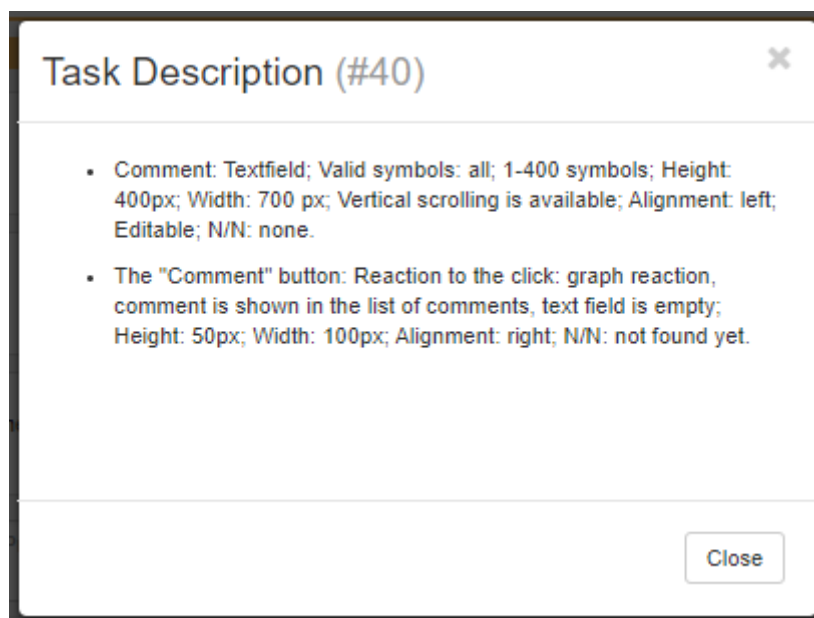 Task Description (#40)
×
• Comment: Textfield; Valid symbols: all; 1-400 symbols; Height:
400px; Width: 700 px; Vertical scrolling is available; Alignment: left;
Editable; N/N: none.
• The "Comment" button: Reaction to the click: graph reaction,
comment is shown in the list of comments, text field is empty;
Height: 50px; Width: 100px; Alignment: right; N/N: not found yet.
Close